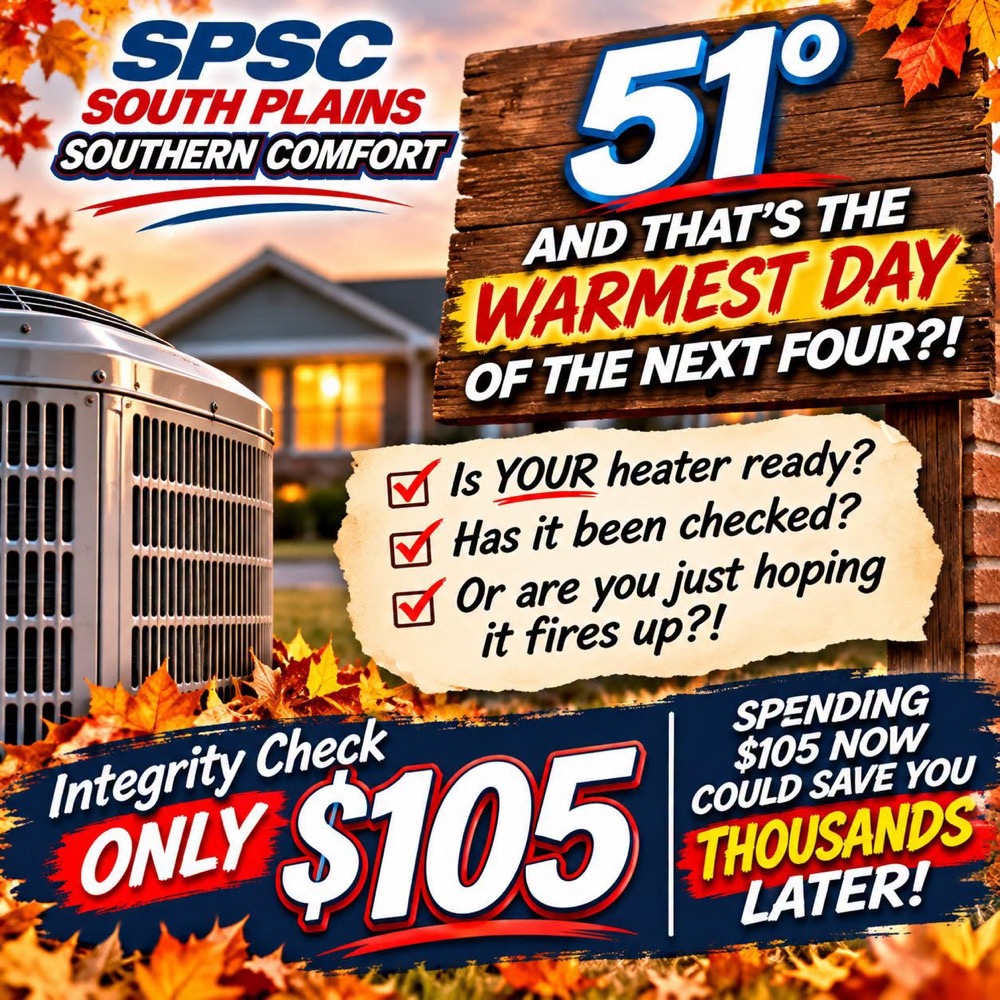 SPSC
SOUTH PLAINS
SOUTHERN COMFORT
51°
AND THAT'S THE
WARMEST DAY
OF THE NEXT FOUR?!
Is YOUR heater ready?
Has it been checked?
Or are you just hoping
it fires up?!
Integrity Check
ONLY
$105
SPENDING
$105 NOW
COULD SAVE YOU
THOUSANDS
LATER!